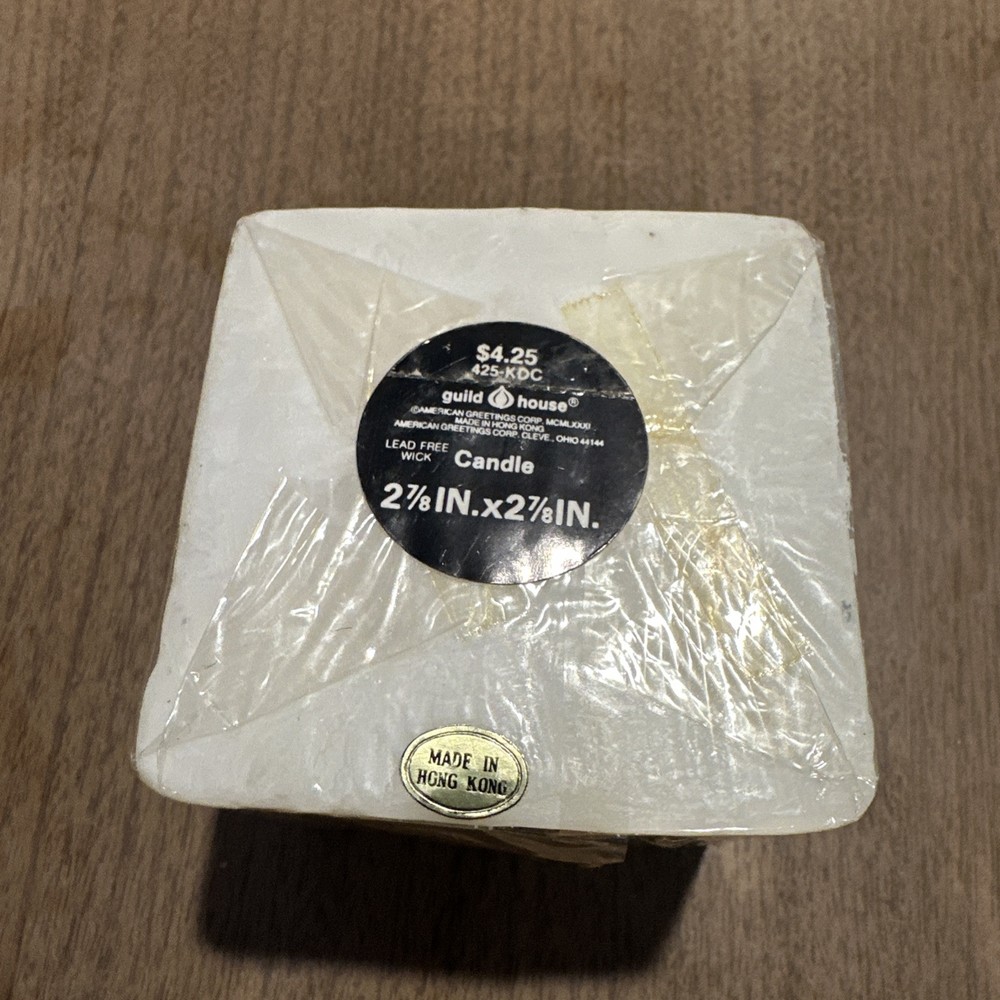 $4.25
425-KDC
guild house®
©AMERICAN GREETINGS CORP. MCMLXXXII
MADE IN HONG KONG
AMERICAN GREETINGS CORP. CLEVE., OHIO 44144
LEAD FREE
WICK
Candle
2⅞IN.x2⅞IN.
MADE IN
HONG KONG